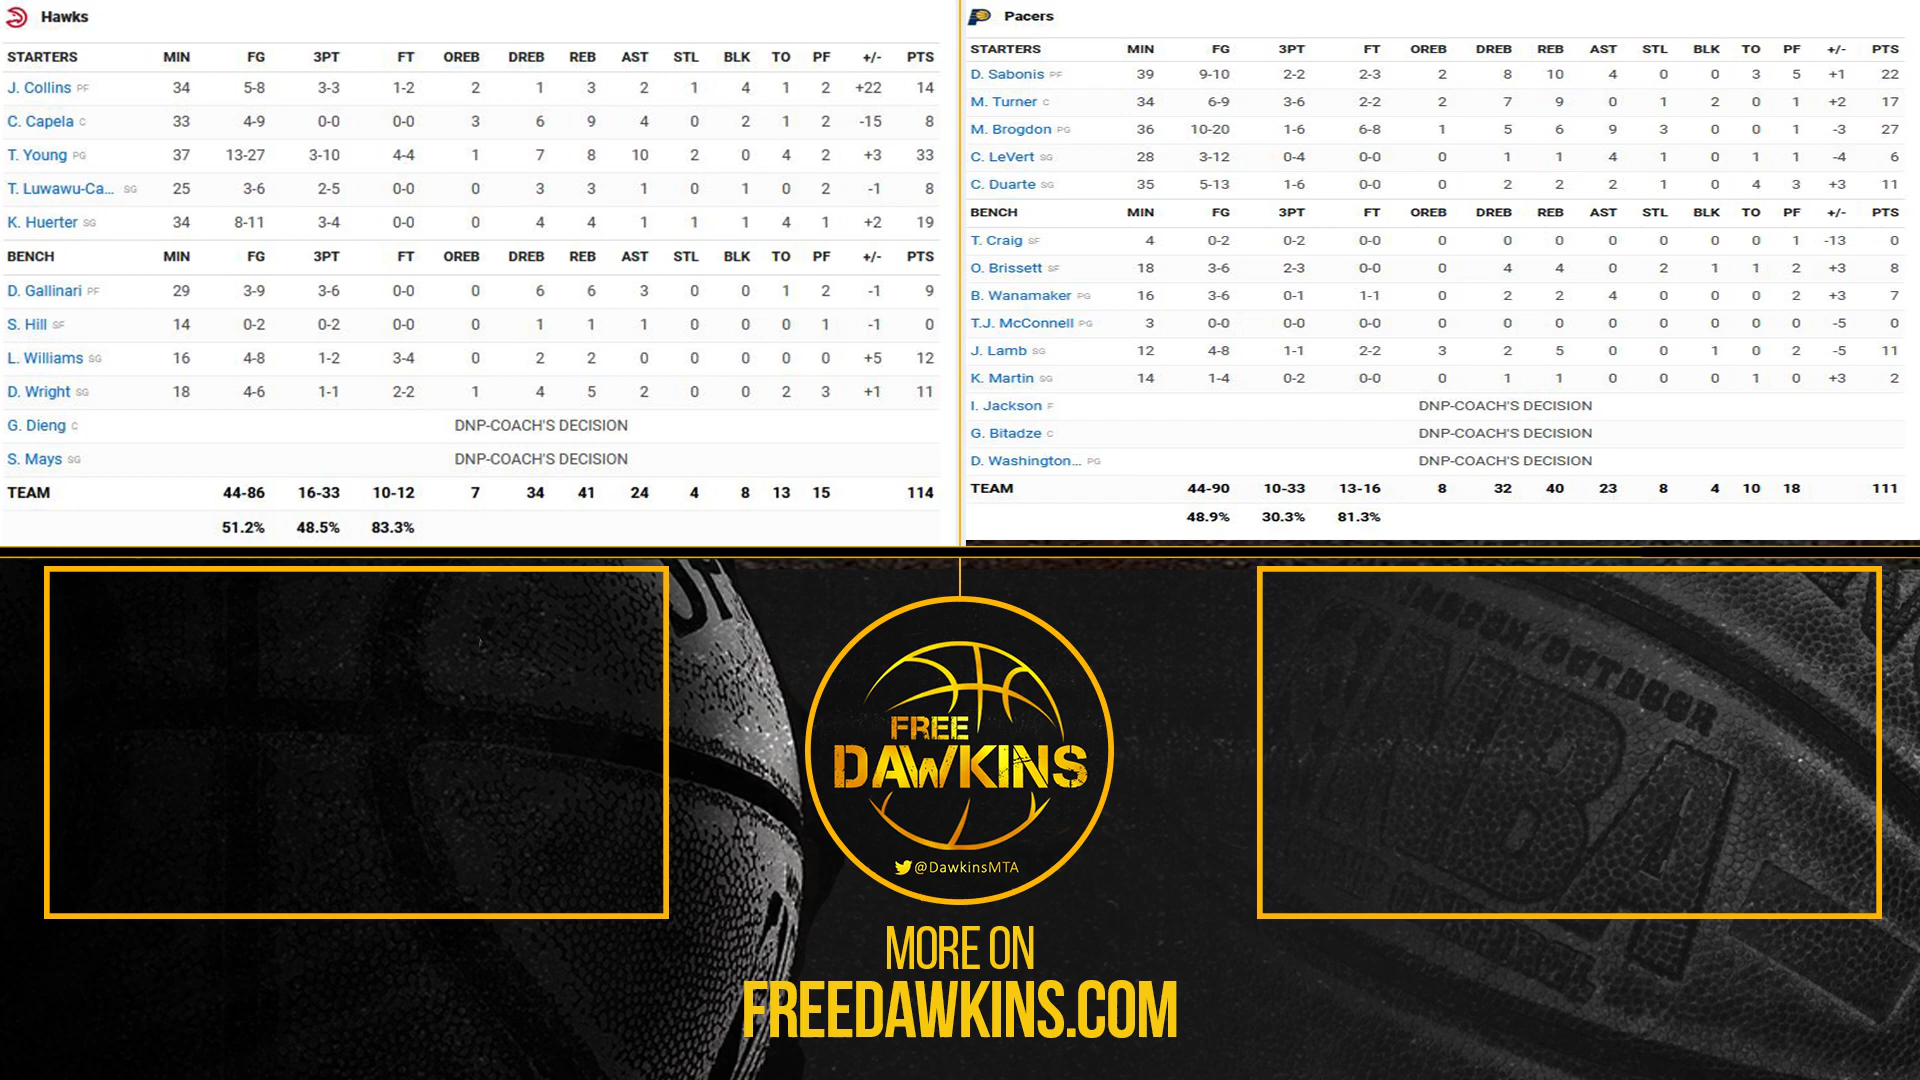 Hawks
STARTERS MIN FG 3PT FT OREB DREB REB AST STL BLK TO PF +/- PTS
J. Collins PF 34 5-8 3-3 1-2 2 1 3 2 1 4 1 2 +22 14
C. Capela C 33 4-9 0-0 0-0 3 6 9 4 0 2 1 2 -15 8
T. Young PG 37 13-27 3-10 4-4 1 7 8 10 2 0 4 2 +3 33
T. Luwawu-Ca... SG 25 3-6 2-5 0-0 0 3 3 1 0 1 0 2 -1 8
K. Huerter SG 34 8-11 3-4 0-0 0 4 4 1 1 1 4 1 +2 19
BENCH MIN FG 3PT FT OREB DREB REB AST STL BLK TO PF +/- PTS
D. Gallinari PF 29 3-9 3-6 0-0 0 6 6 3 0 0 1 2 -1 9
S. Hill SF 14 0-2 0-2 0-0 0 1 1 1 0 0 0 1 -1 0
L. Williams SG 16 4-8 1-2 3-4 0 2 2 0 0 0 0 0 +5 12
D. Wright SG 18 4-6 1-1 2-2 1 4 5 2 0 0 2 3 +1 11
G. Dieng C DNP-COACH'S DECISION
S. Mays SG DNP-COACH'S DECISION
TEAM 44-86 16-33 10-12 7 34 41 24 4 8 13 15 114
51.2% 48.5% 83.3%
Pacers
STARTERS MIN FG 3PT FT OREB DREB REB AST STL BLK TO PF +/- PTS
D. Sabonis PF 39 9-10 2-2 2-3 2 8 10 4 0 0 3 5 +1 22
M. Turner C 34 6-9 3-6 2-2 2 7 9 0 1 2 0 1 +2 17
M. Brogdon PG 36 10-20 1-6 6-8 1 5 6 9 3 0 0 1 -3 27
C. LeVert SG 28 3-12 0-4 0-0 0 1 1 4 1 0 1 1 -4 6
C. Duarte SG 35 5-13 1-6 0-0 0 2 2 2 1 0 4 3 +3 11
BENCH MIN FG 3PT FT OREB DREB REB AST STL BLK TO PF +/- PTS
T. Craig SF 4 0-2 0-2 0-0 0 0 0 0 0 0 0 1 -13 0
O. Brissett SF 18 3-6 2-3 0-0 0 4 4 0 2 1 1 2 +3 8
B. Wanamaker PG 16 3-6 0-1 1-1 0 2 2 4 0 0 0 2 +3 7
T.J. McConnell PG 3 0-0 0-0 0-0 0 0 0 0 0 0 0 0 -5 0
J. Lamb SG 12 4-8 1-1 2-2 3 2 5 0 0 1 0 2 -5 11
K. Martin SG 14 1-4 0-2 0-0 0 1 1 0 0 0 1 0 +3 2
I. Jackson F DNP-COACH'S DECISION
G. Bitadze C DNP-COACH'S DECISION
D. Washington... PG DNP-COACH'S DECISION
TEAM 44-90 10-33 13-16 8 32 40 23 8 4 10 18 111
48.9% 30.3% 81.3%
INDOOR/OUTDOOR
NBA
FREE
DAWKINS
@DawkinsMTA
MORE ON
FREEDAWKINS.COM